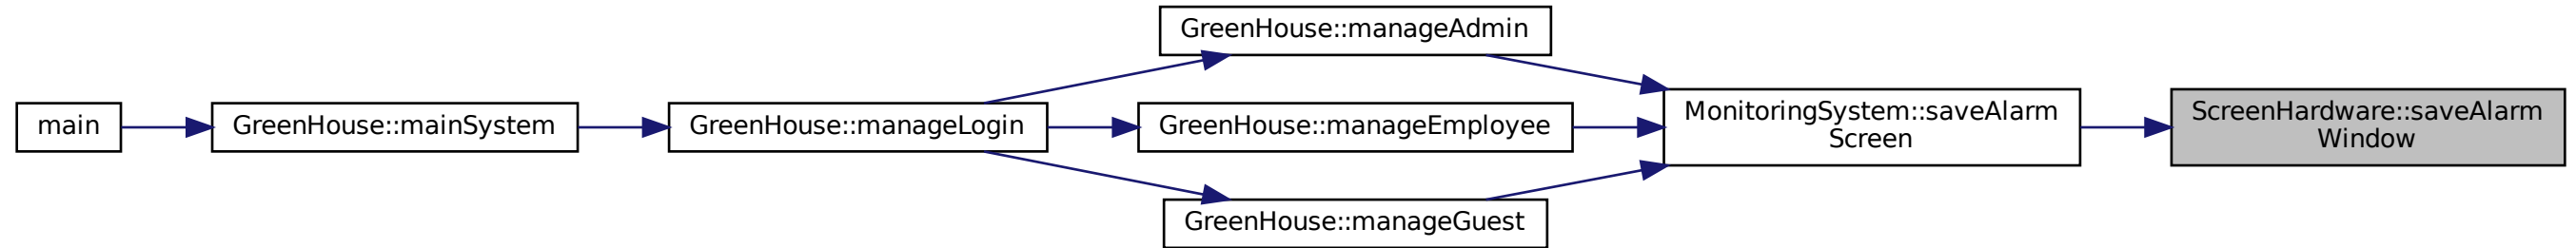 main
GreenHouse::mainSystem
GreenHouse::manageLogin
GreenHouse::manageAdmin
GreenHouse::manageEmployee
GreenHouse::manageGuest
MonitoringSystem::saveAlarm
Screen
ScreenHardware::saveAlarm
Window